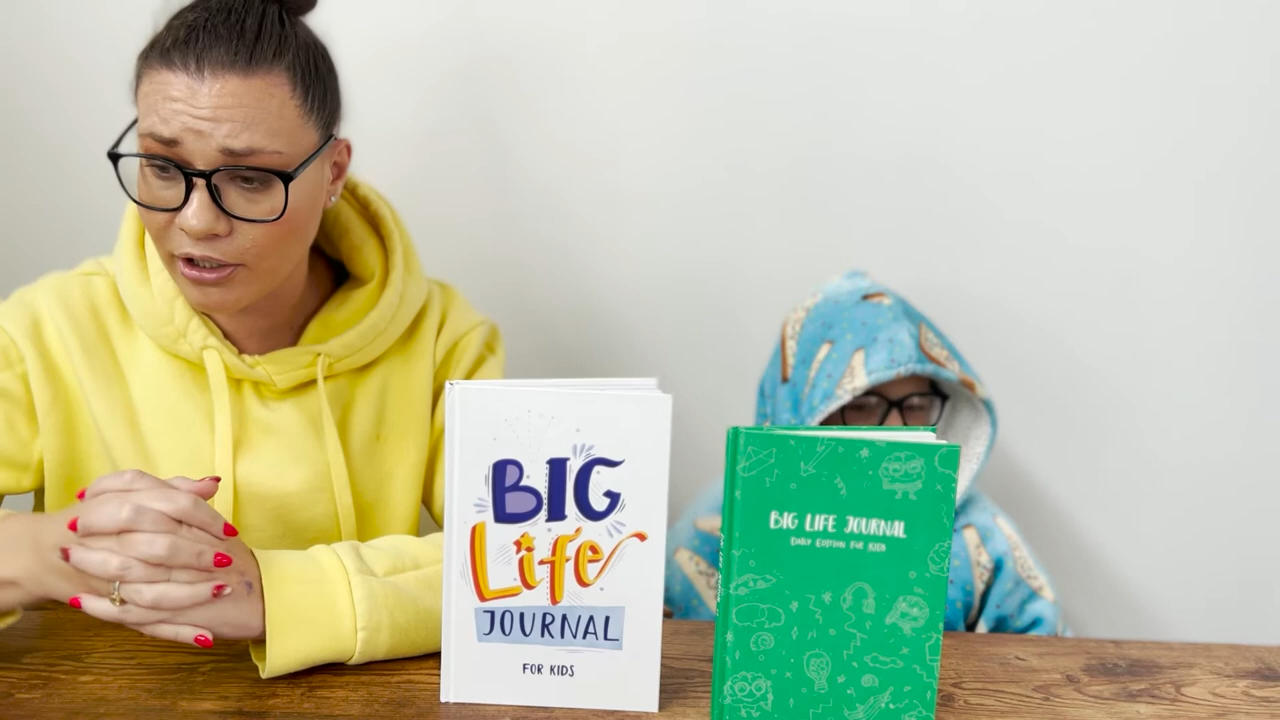 BIG
Life
JOURNAL
FOR KIDS
BIG LIFE JOURNAL
DAILY EDITION FOR KIDS